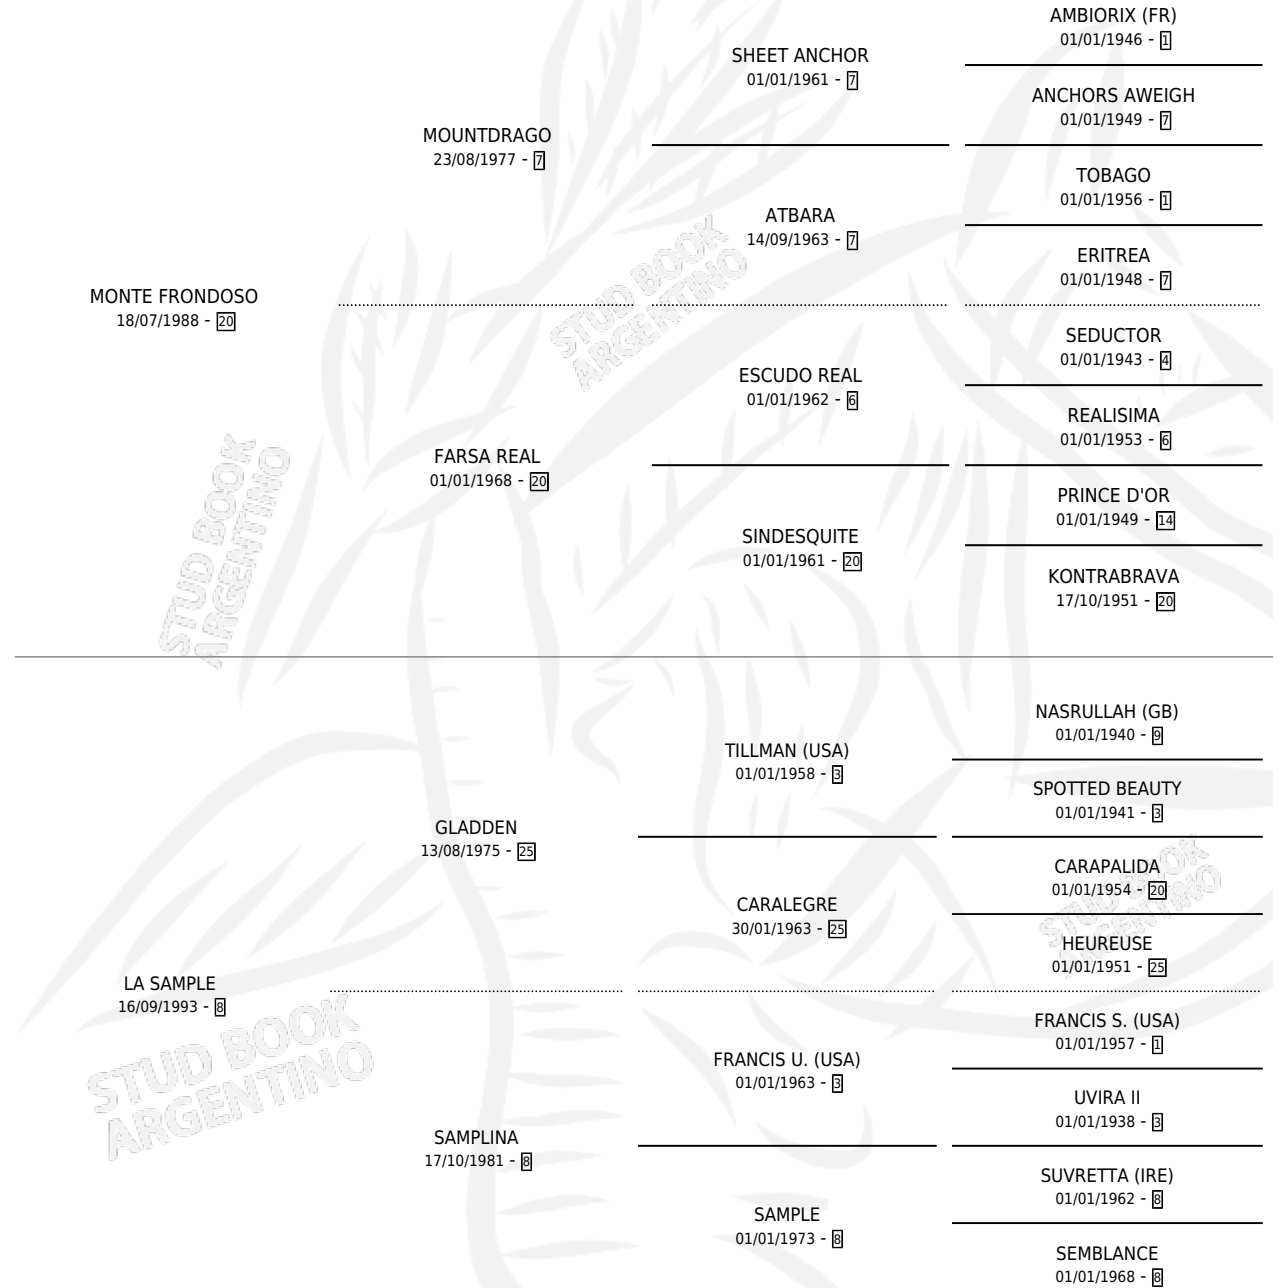 AMBIORIX (FR)
01/01/1946 - 1
SHEET ANCHOR
01/01/1961 - 7
ANCHORS AWEIGH
01/01/1949 - 7
MOUNTDRAGO
23/08/1977 - 7
TOBAGO
01/01/1956 - 1
ATBARA
14/09/1963 - 7
ERITREA
01/01/1948 - 7
MONTE FRONDOSO
18/07/1988 - 20
STUD BOOK
ARGENTINO
SEDUCTOR
01/01/1943 - 4
ESCUDO REAL
01/01/1962 - 6
REALISIMA
01/01/1953 - 6
FARSA REAL
01/01/1968 - 20
PRINCE D'OR
01/01/1949 - 14
SINDESQUITE
01/01/1961 - 20
KONTRABRAVA
17/10/1951 - 20
STUD BOOK
ARGENTINO
NASRULLAH (GB)
01/01/1940 - 9
TILLMAN (USA)
01/01/1958 - 3
SPOTTED BEAUTY
01/01/1941 - 3
GLADDEN
13/08/1975 - 25
CARAPALIDA
01/01/1954 - 20
CARALEGRE
30/01/1963 - 25
STUD BOOK
ARGENTINO
HEUREUSE
01/01/1951 - 25
LA SAMPLE
16/09/1993 - 8
FRANCIS S. (USA)
01/01/1957 - 1
FRANCIS U. (USA)
01/01/1963 - 3
UVIRA II
01/01/1938 - 3
STUD BOOK
ARGENTINO
SAMPLINA
17/10/1981 - 8
SUVRETTA (IRE)
01/01/1962 - 8
SAMPLE
01/01/1973 - 8
SEMBLANCE
01/01/1968 - 8